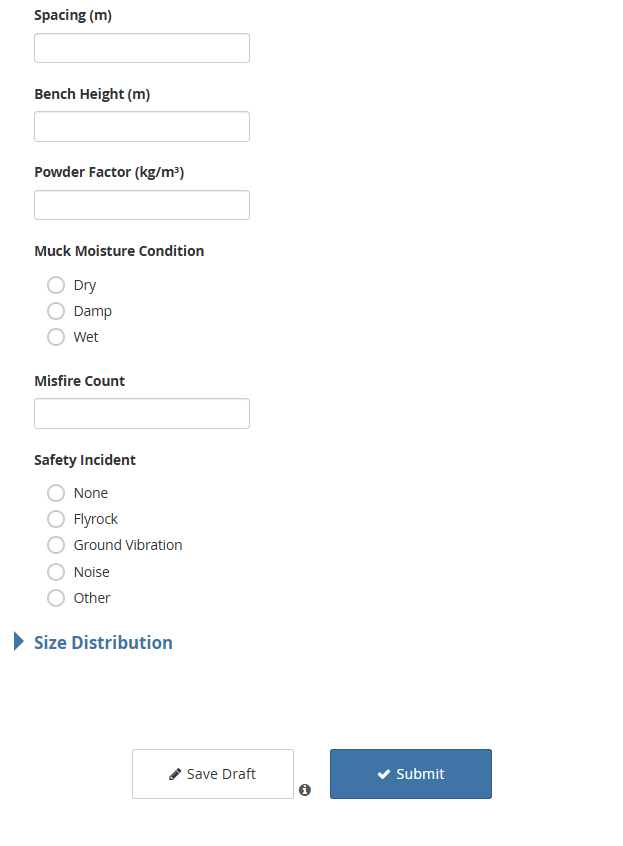 Spacing (m)
Bench Height (m)
Powder Factor (kg/m³)
Muck Moisture Condition
Dry
Damp
Wet
Misfire Count
Safety Incident
None
Flyrock
Ground Vibration
Noise
Other
Size Distribution
Save Draft
Submit